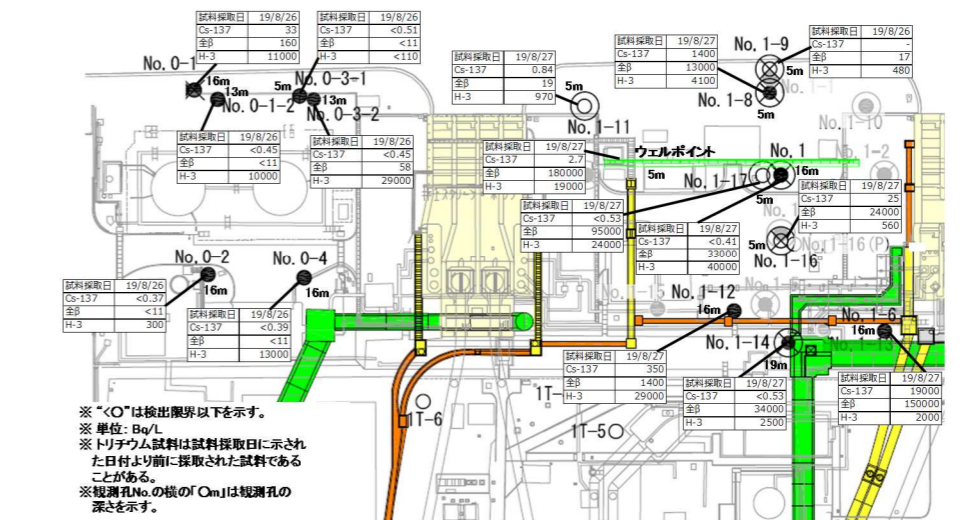 試料採取日 19/8/26
Cs-137 33
全β 160
H-3 11000
試料採取日 19/8/26
Cs-137 <0.51
全β <11
H-3 <110
試料採取日 19/8/27
Cs-137 0.84
全β 19
H-3 970
試料採取日 19/8/27
Cs-137 1400
全β 13000
H-3 4100
試料採取日 19/8/26
Cs-137 -
全β 17
H-3 480
No. 0-1
16m
13m
No. 0-1-2
5m
No. 0-3-1
13m
No. 0-3-2
5m
No. 1-11
No. 1-9
5m
No. 1-8
5m
No. 1-10
試料採取日 19/8/26
Cs-137 <0.45
全β <11
H-3 10000
試料採取日 19/8/26
Cs-137 <0.45
全β 58
H-3 29000
試料採取日 19/8/27
Cs-137 2.7
全β 180000
H-3 19000
ウェルポイント
5m
No. 1
16m
No. 1-17
5m
試料採取日 19/8/27
Cs-137 <0.53
全β 95000
H-3 24000
試料採取日 19/8/27
Cs-137 <0.41
全β 33000
H-3 40000
試料採取日 19/8/27
Cs-137 25
全β 24000
H-3 560
5m
No. 1-16
No. 1-16(P)
No. 0-2
16m
No. 0-4
16m
試料採取日 19/8/26
Cs-137 <0.37
全β <11
H-3 300
試料採取日 19/8/26
Cs-137 <0.39
全β <11
H-3 13000
No. 1-12
16m
No. 1-14
19m
No. 1-6
16m
No. 1-13
試料採取日 19/8/27
Cs-137 350
全β 1400
H-3 29000
試料採取日 19/8/27
Cs-137 <0.53
全β 34000
H-3 2500
試料採取日 19/8/27
Cs-137 19000
全β 150000
H-3 2000
1T-6
1T-5
※ “<〇”は検出限界以下を示す。
※ 単位: Bq/L
※ トリチウム試料は試料採取日に示され
た日付より前に採取された試料である
ことがある。
※観測孔No.の横の「〇m」は観測孔の
深さを示す。